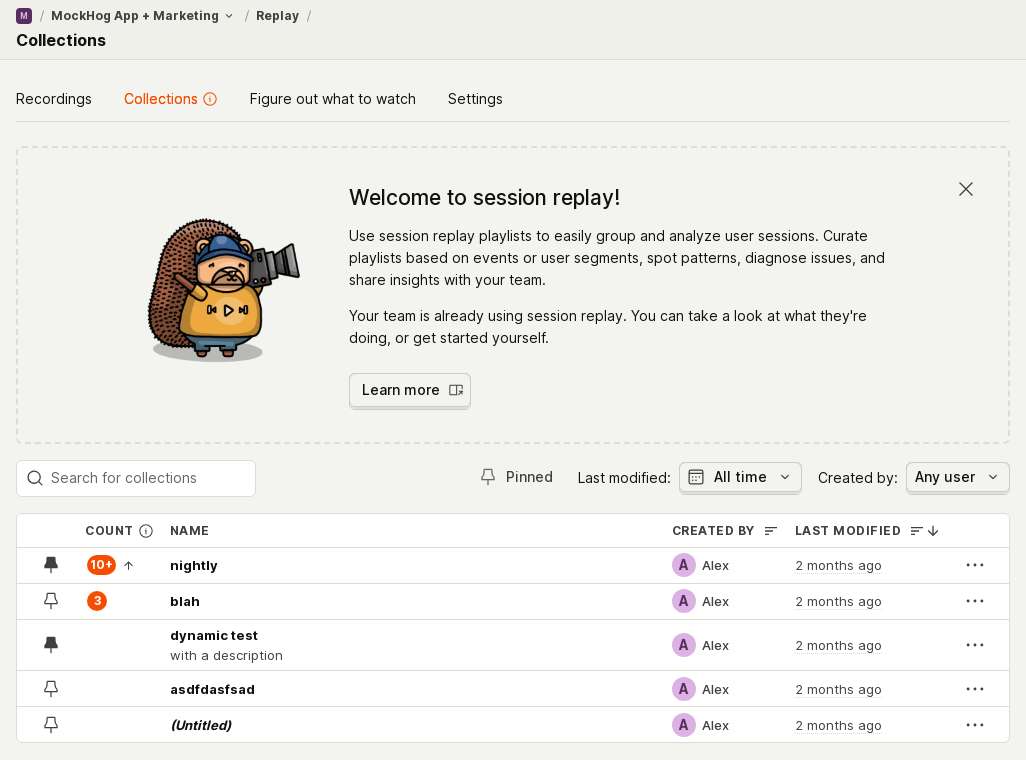 M / MockHog App + Marketing / Replay /
Collections
Recordings Collections Figure out what to watch Settings
Welcome to session replay!
Use session replay playlists to easily group and analyze user sessions. Curate
playlists based on events or user segments, spot patterns, diagnose issues, and
share insights with your team.
Your team is already using session replay. You can take a look at what they're
doing, or get started yourself.
Learn more
Search for collections Pinned Last modified: All time Created by: Any user
COUNT NAME CREATED BY LAST MODIFIED
10+ nightly A Alex 2 months ago
3 blah A Alex 2 months ago
dynamic test A Alex 2 months ago
with a description
asdfdasfsad A Alex 2 months ago
(Untitled) A Alex 2 months ago